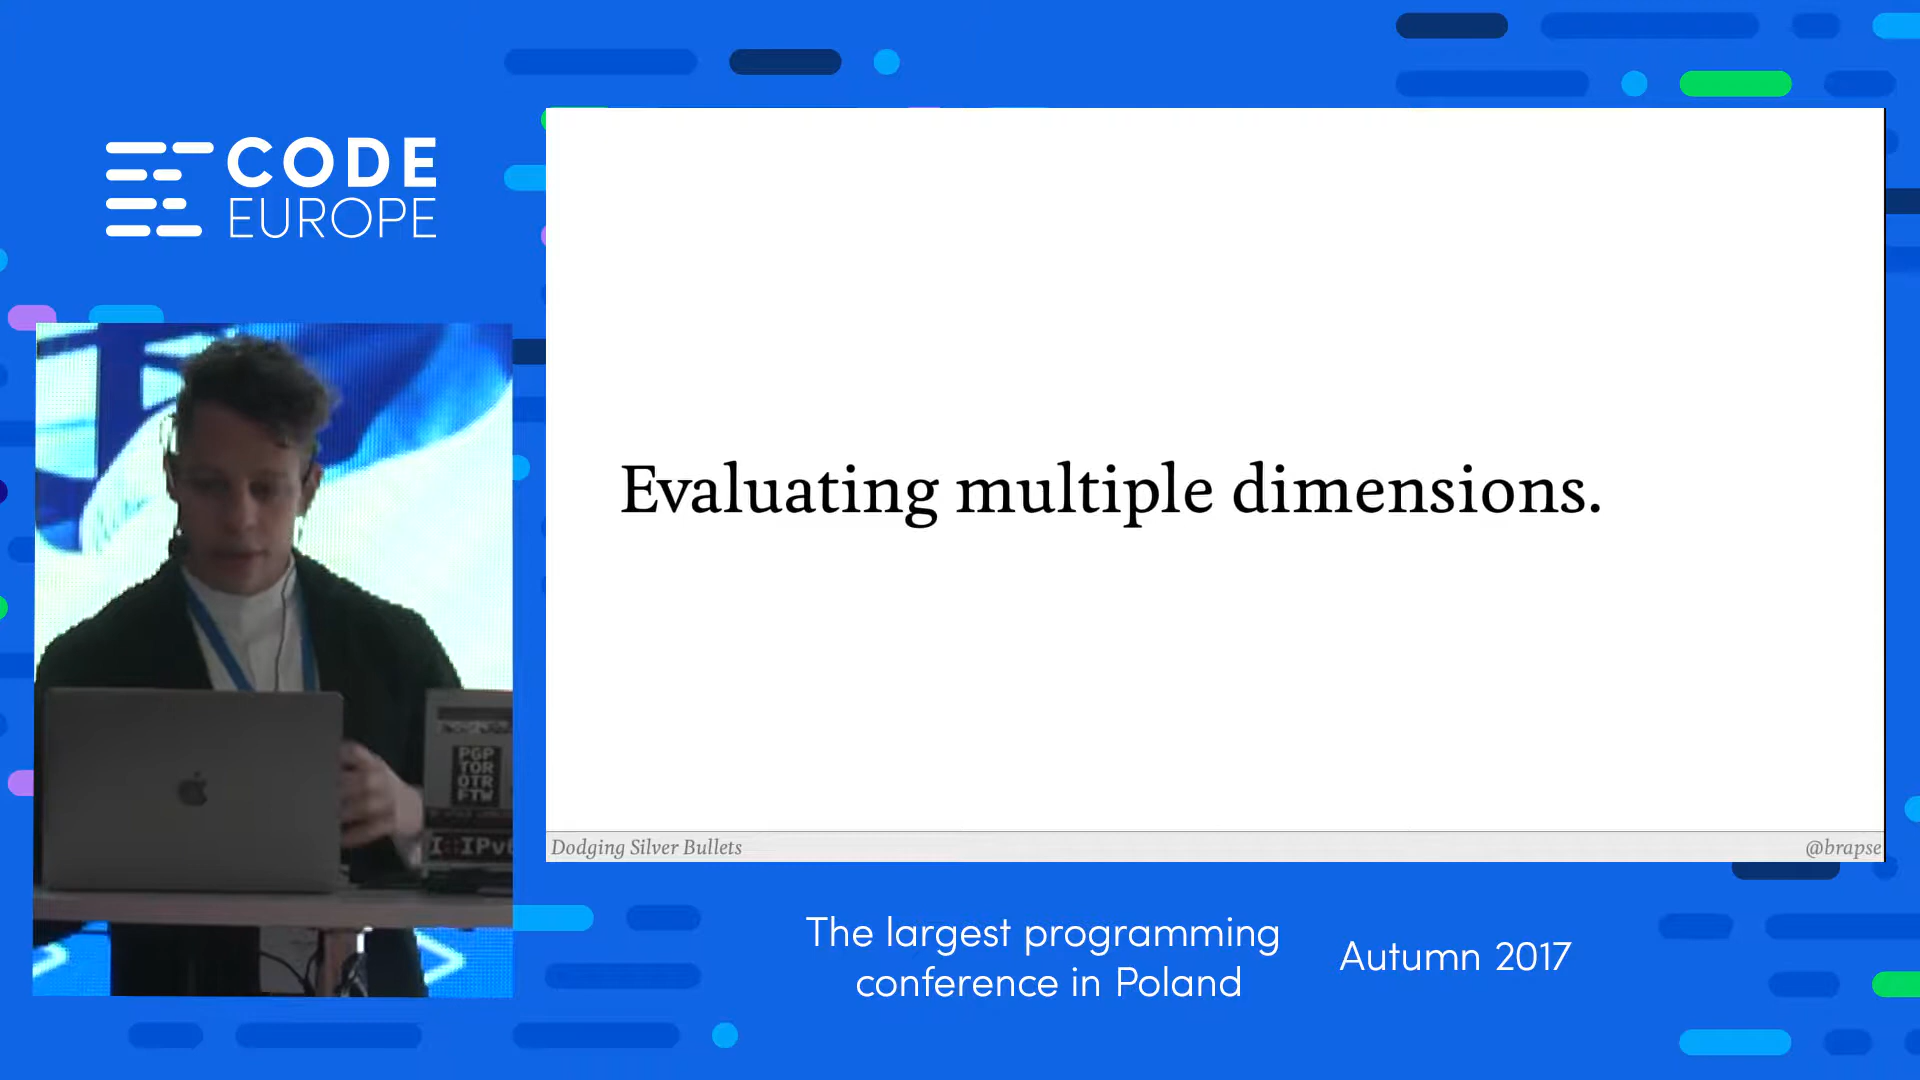 CODE
EUROPE
Evaluating multiple dimensions.
PGP
TOR
OTR
FTW
IPv6
Dodging Silver Bullets
@brapse
The largest programming
conference in Poland
Autumn 2017